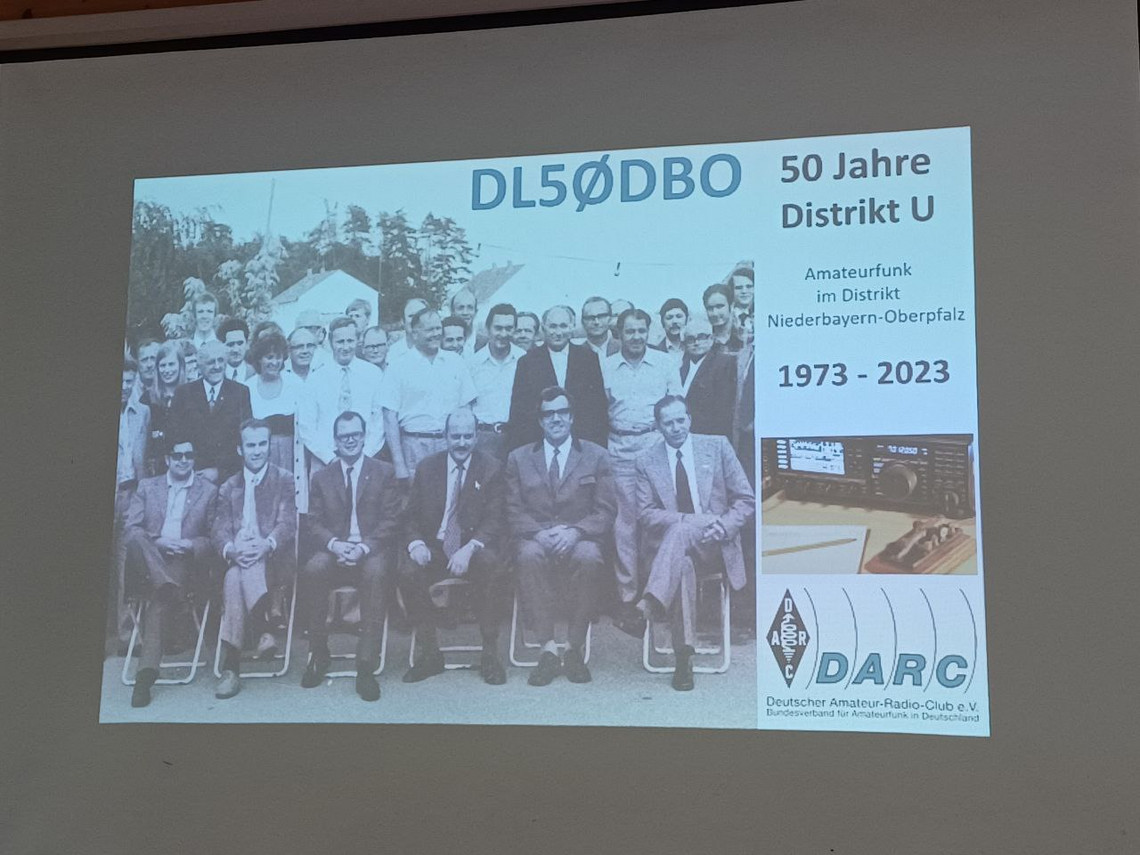 DL5ØDBO
50 Jahre
Distrikt U
Amateurfunk
im Distrikt
Niederbayern-Oberpfalz
1973 - 2023
D
A R
C
DARC
Deutscher Amateur-Radio-Club e.V.
Bundesverband für Amateurfunk in Deutschland